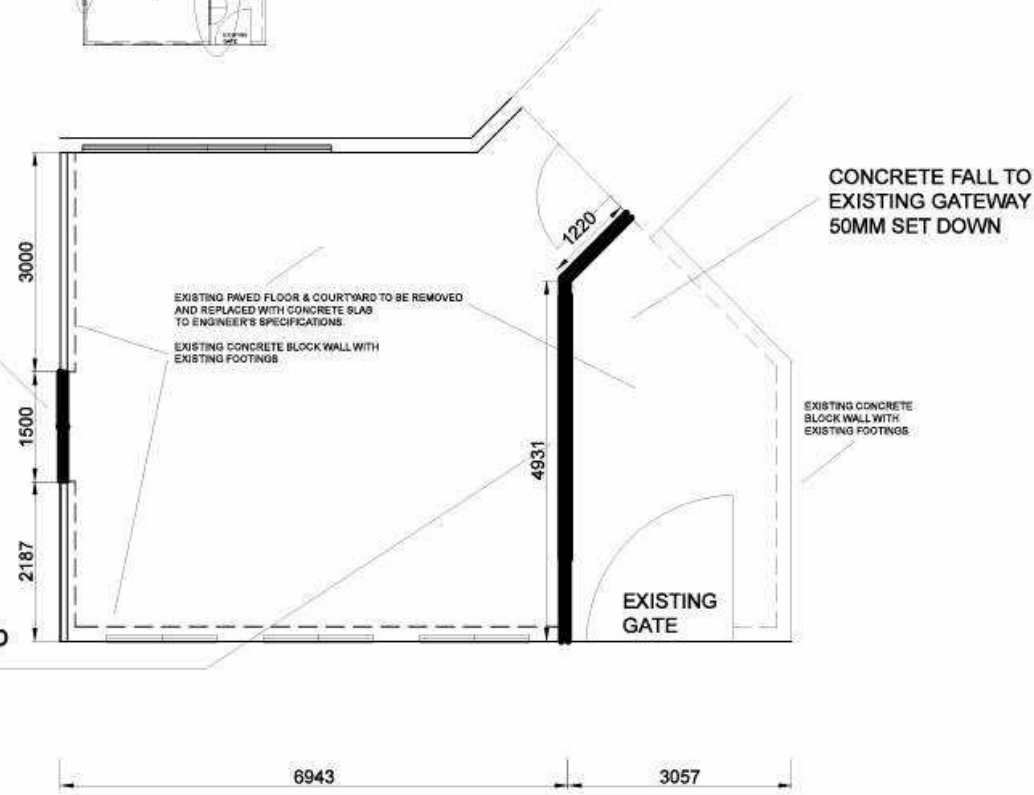 EXISTING
GATE
CONCRETE FALL TO
EXISTING GATEWAY
50MM SET DOWN
1220
3000
EXISTING PAVED FLOOR & COURTYARD TO BE REMOVED
AND REPLACED WITH CONCRETE SLAB
TO ENGINEER'S SPECIFICATIONS.
EXISTING CONCRETE BLOCK WALL WITH
EXISTING FOOTINGS
1500
EXISTING CONCRETE
BLOCK WALL WITH
EXISTING FOOTINGS
4931
2187
EXISTING
GATE
6943
3057